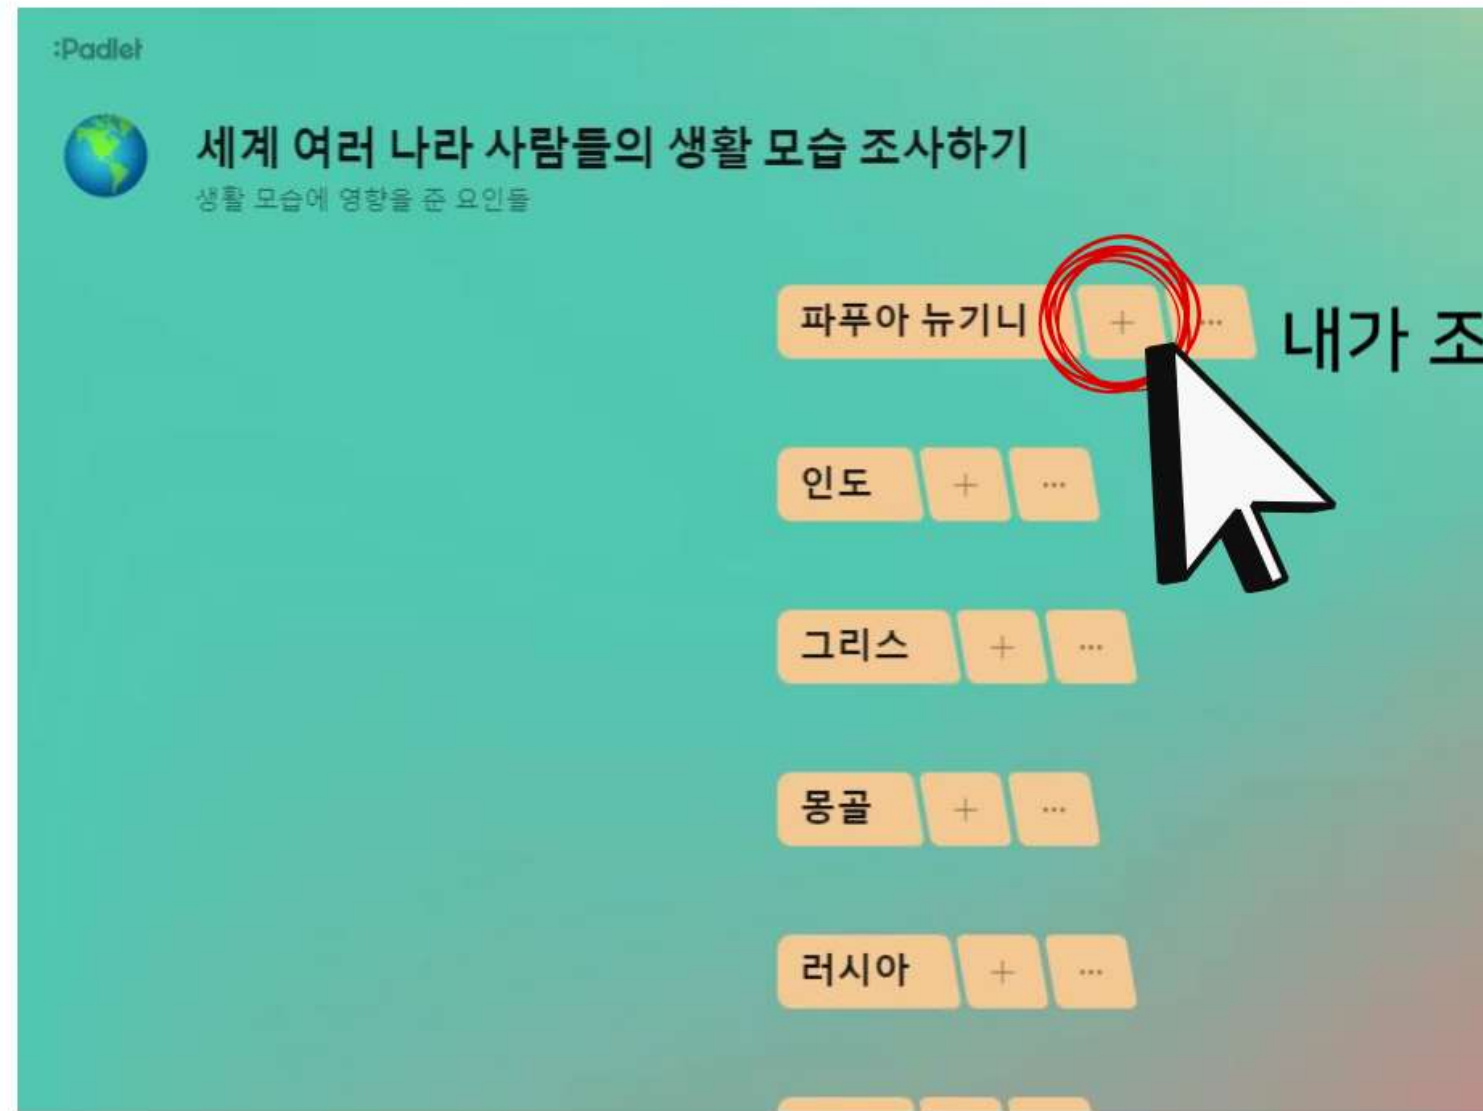 :Padlet
세계 여러 나라 사람들의 생활 모습 조사하기
생활 모습에 영향을 준 요인들
파푸아 뉴기니 + ...
내가 조
인도 + ...
그리스 + ...
몽골 + ...
러시아 + ...